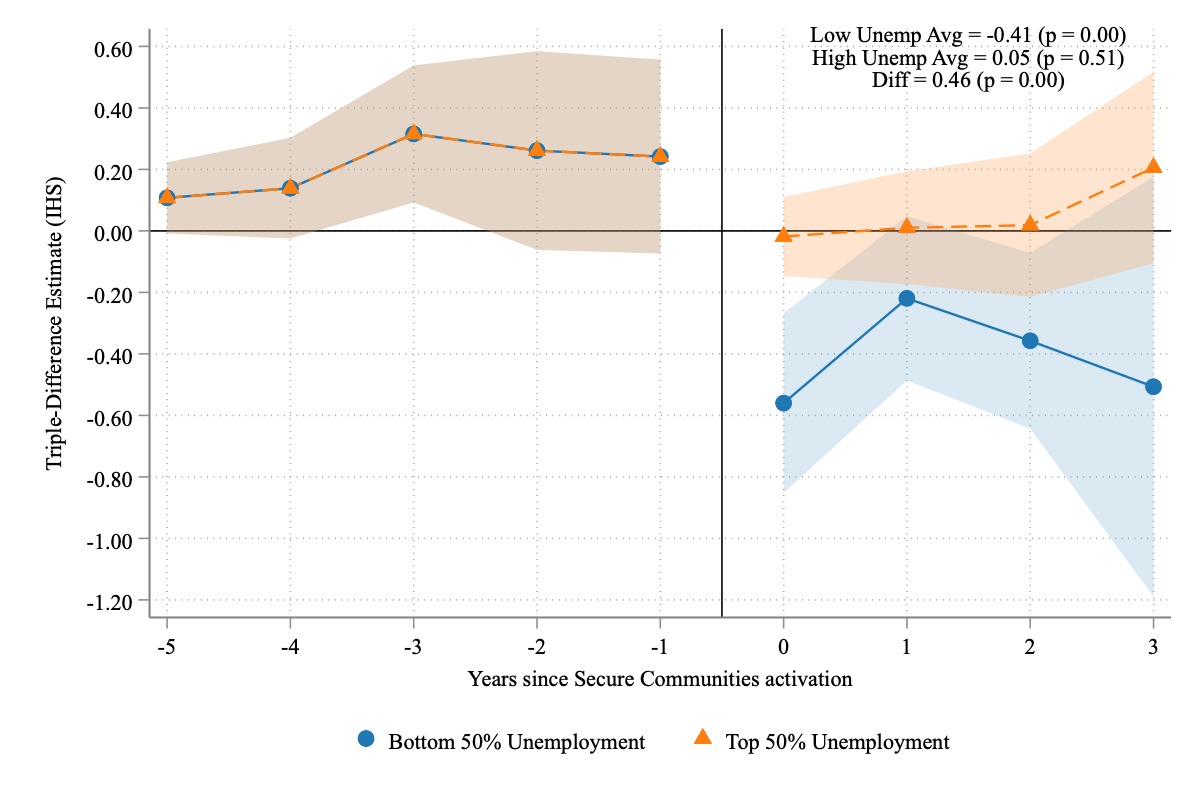 Low Unemp Avg = -0.41 (p = 0.00)
High Unemp Avg = 0.05 (p = 0.51)
Diff = 0.46 (p = 0.00)
Triple-Difference Estimate (IHS)
0.60
0.40
0.20
0.00
-0.20
-0.40
-0.60
-0.80
-1.00
-1.20
-5 -4 -3 -2 -1 0 1 2 3
Years since Secure Communities activation
Bottom 50% Unemployment Top 50% Unemployment